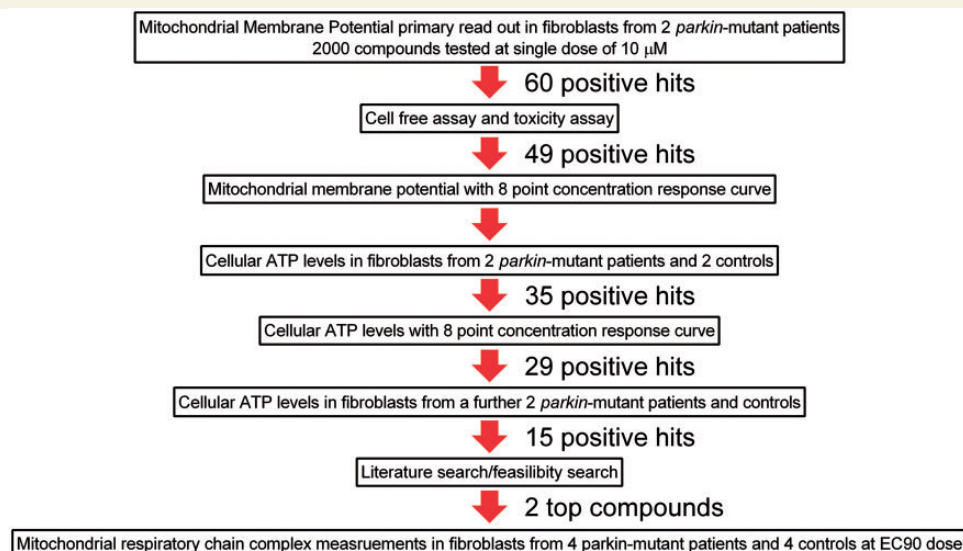 Mitochondrial Membrane Potential primary read out in fibroblasts from 2 parkin-mutant patients
2000 compounds tested at single dose of 10 μM
60 positive hits
Cell free assay and toxicity assay
49 positive hits
Mitochondrial membrane potential with 8 point concentration response curve
Cellular ATP levels in fibroblasts from 2 parkin-mutant patients and 2 controls
35 positive hits
Cellular ATP levels with 8 point concentration response curve
29 positive hits
Cellular ATP levels in fibroblasts from a further 2 parkin-mutant patients and controls
15 positive hits
Literature search/feasilibity search
2 top compounds
Mitochondrial respiratory chain complex measruements in fibroblasts from 4 parkin-mutant patients and 4 controls at EC90 dose